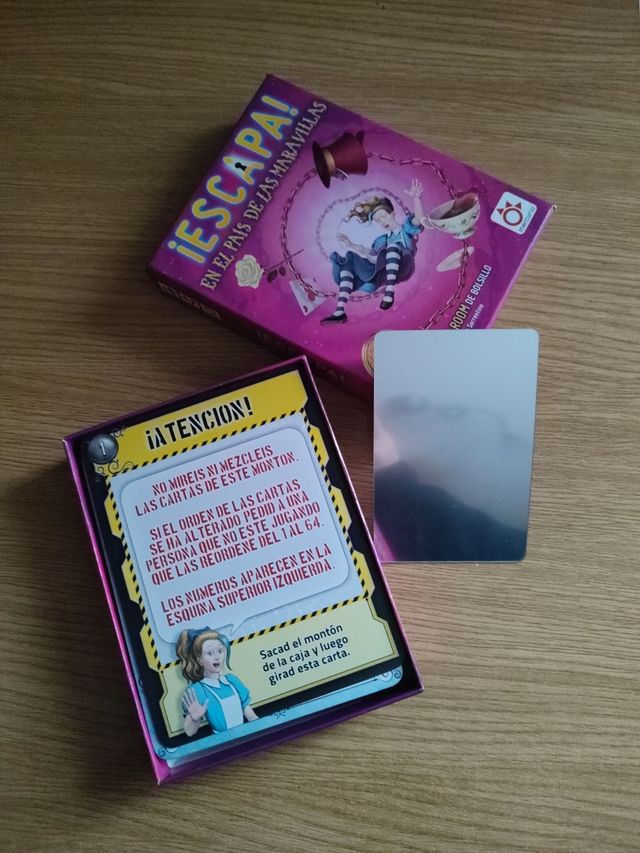 ¡ESCAPA!
EN EL PAÍS DE LAS MARAVILLAS
mercurio
ROOM DE BOLSILLO
Sorrentino
¡ESCAPA!
1
¡ATENCION!
NO MIREIS NI MEZCLEIS
LAS CARTAS DE ESTE MONTON.
SI EL ORDEN DE LAS CARTAS
SE HA ALTERADO PEDID A UNA
PERSONA QUE NO ESTE JUGANDO
QUE LAS REORDENE DEL 1 AL 64.
LOS NUMEROS APARECEN EN LA
ESQUINA SUPERIOR IZQUIERDA.
Sacad el montón
de la caja y luego
girad esta carta.